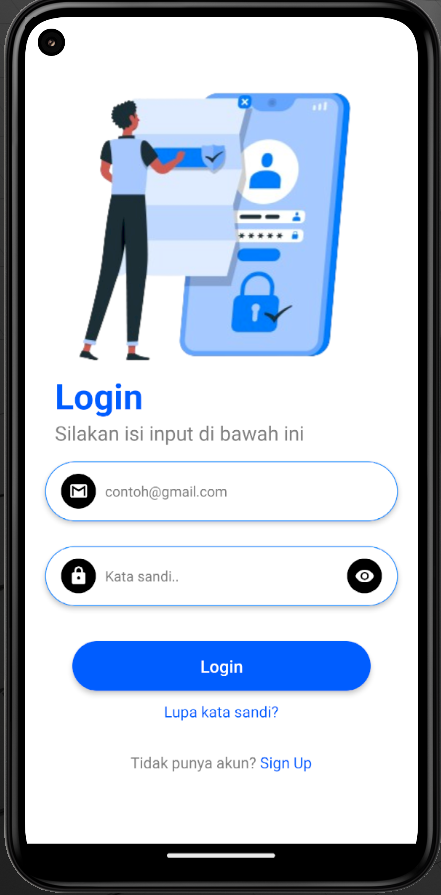 *****
Login
Silakan isi input di bawah ini
contoh@gmail.com
Kata sandi..
Login
Lupa kata sandi?
Tidak punya akun? Sign Up